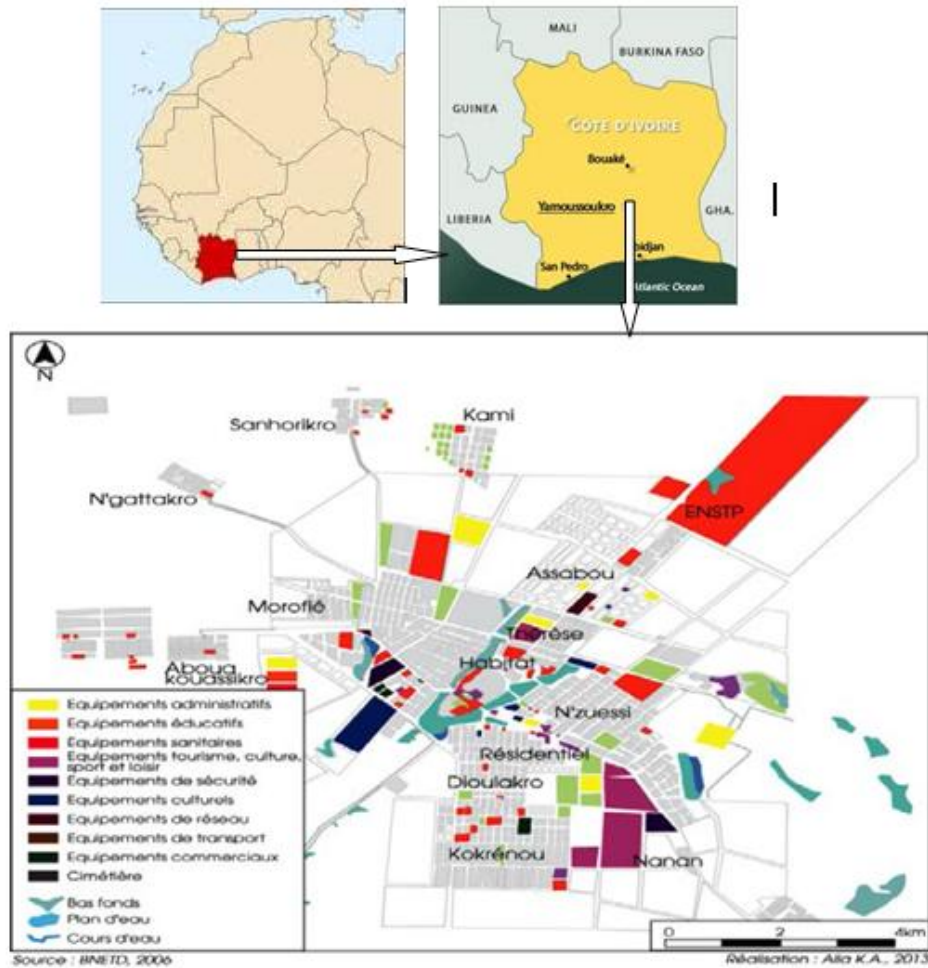 MALI
BURKINA FASO
GUINEA
CÔTE D'IVOIRE
Bouaké
Yamoussoukro
LIBERIA
GHA.
bidjan
San Pedro
Atlantic Ocean
N
Sanhorikro
Kami
N'gattakro
ENSTP
Assabou
Morofié
Thérèse
Habitat
Aboua
kouassikro
N'zuessi
Résidentiel
Dioulakro
Kokrénou
Nanan
Equipements administratifs
Equipements éducatifs
Equipements sanitaires
Equipements tourisme, culture,
sport et loisir
Equipements de sécurité
Equipements culturels
Equipements de réseau
Equipements de transport
Equipements commerciaux
Cimétière
Bas fonds
Plan d'eau
Cours d'eau
0 2 4km
Source : BNETD, 2006
Réalisation : Alla K.A., 2013